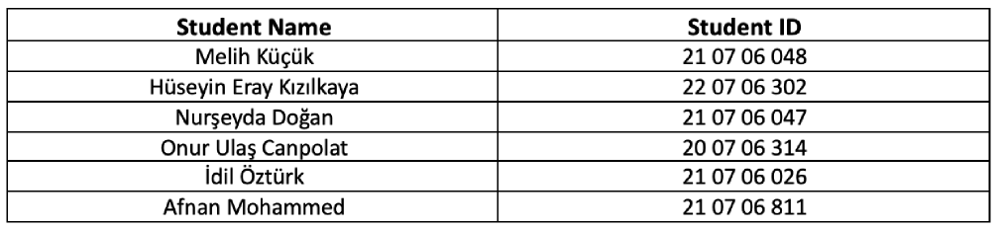 Student Name Student ID
Melih Küçük 21 07 06 048
Hüseyin Eray Kızılkaya 22 07 06 302
Nurşeyda Doğan 21 07 06 047
Onur Ulaş Canpolat 20 07 06 314
İdil Öztürk 21 07 06 026
Afnan Mohammed 21 07 06 811